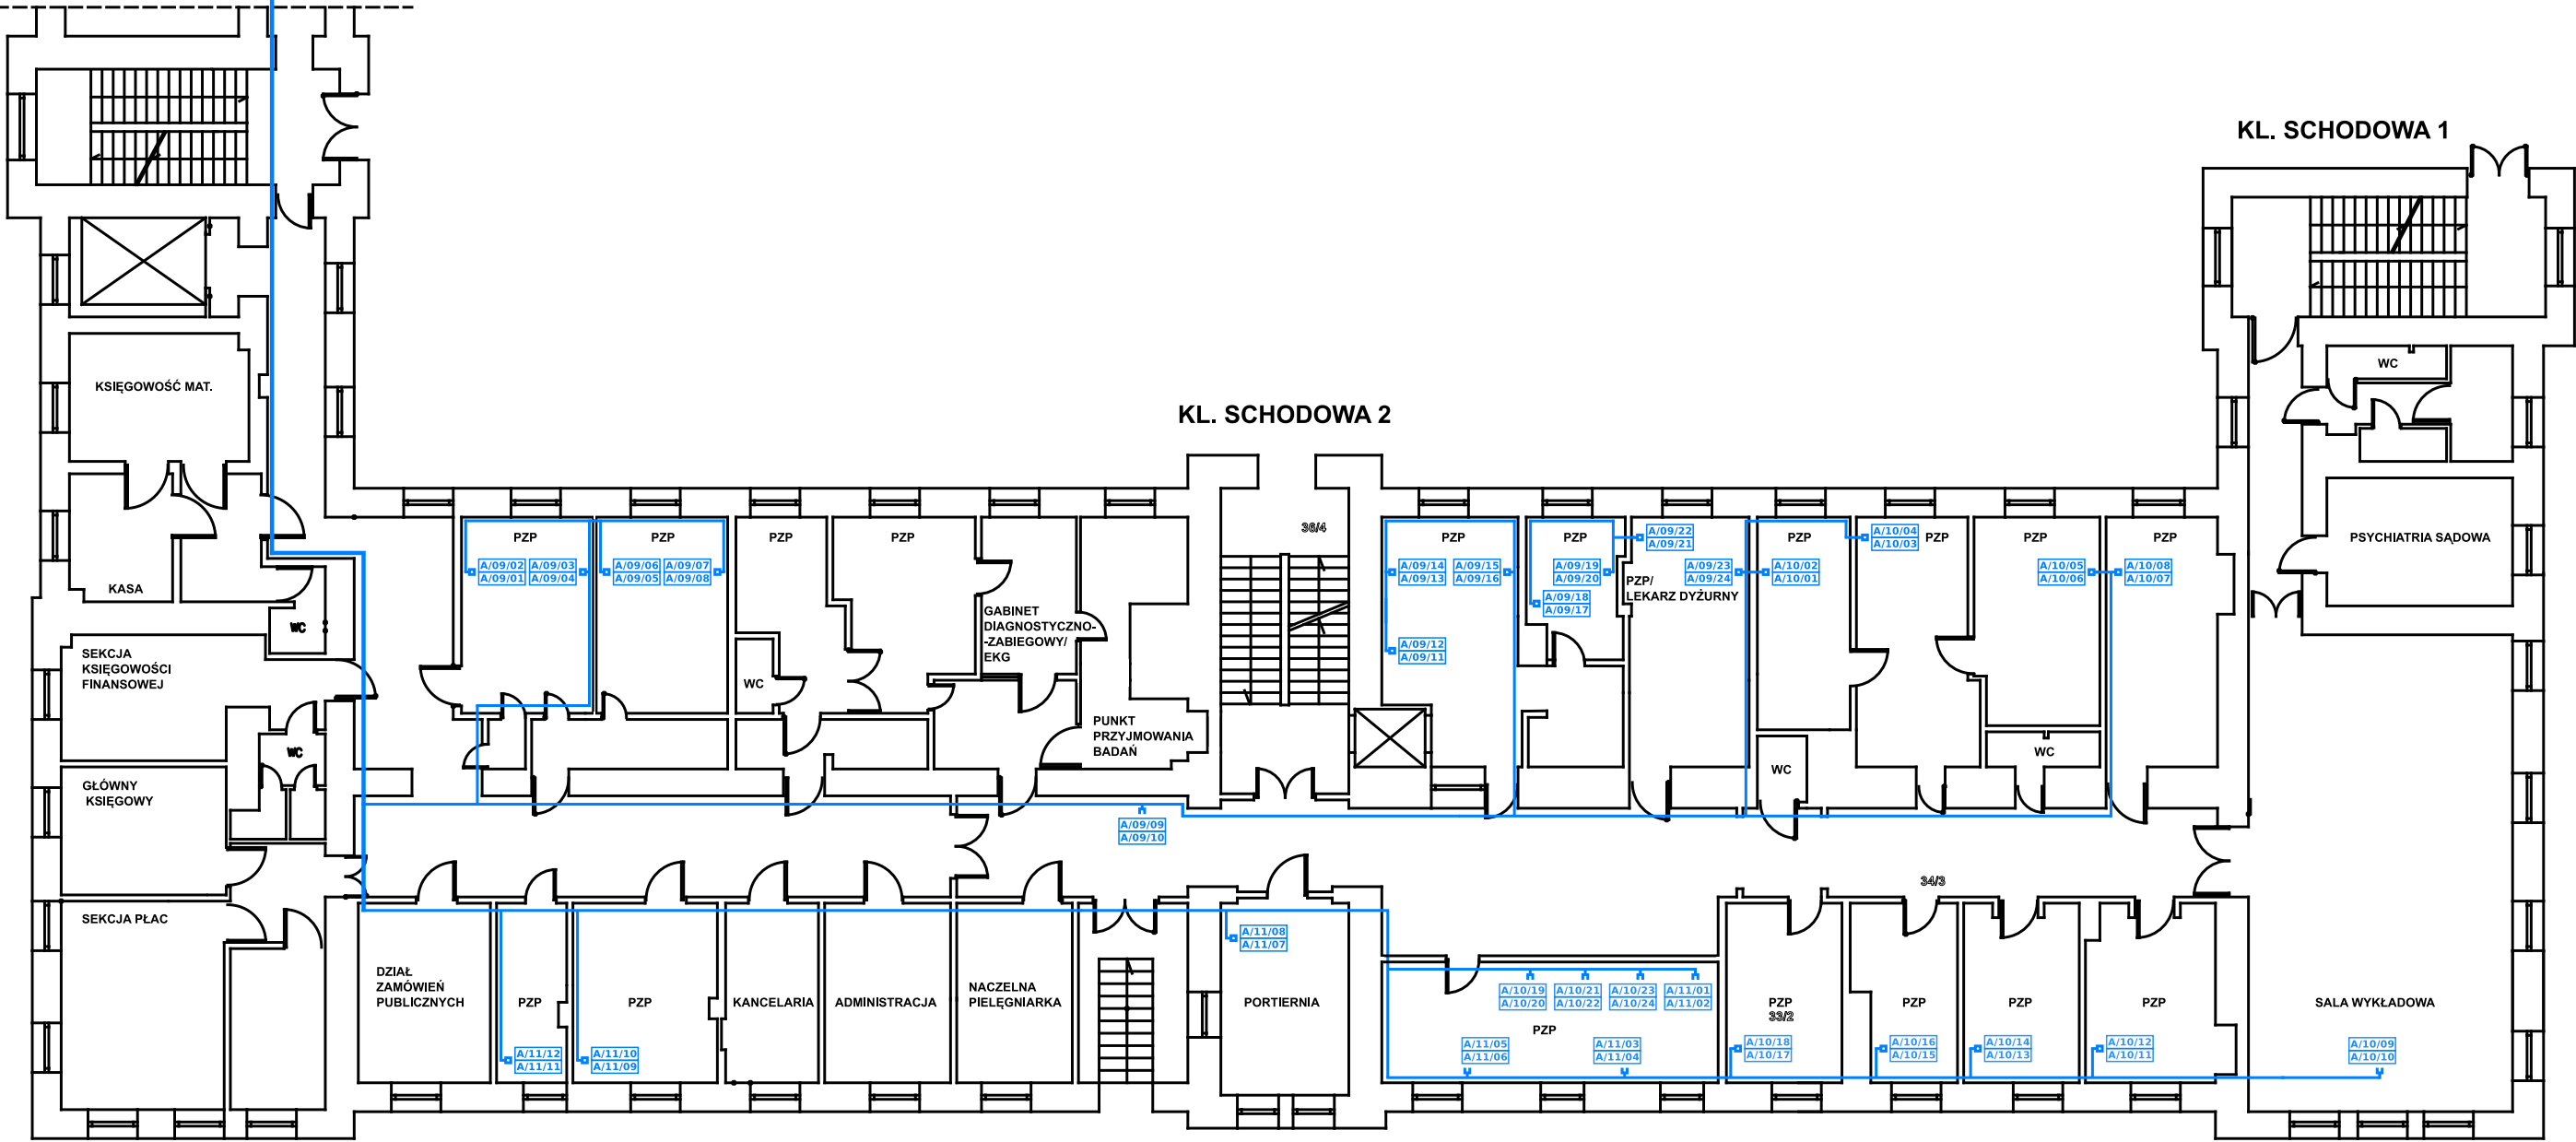 KL. SCHODOWA 1
KL. SCHODOWA 2
WC
KSIĘGOWOŚĆ MAT.
36/4
PZP
PZP
PZP
PZP
PZP
PZP
PZP
PZP
PZP
PZP
PSYCHIATRIA SĄDOWA
A/09/22
A/09/21
A/10/04
A/10/03
A/09/02
A/09/01
A/09/03
A/09/04
A/09/06
A/09/05
A/09/07
A/09/08
A/09/14
A/09/13
A/09/15
A/09/16
A/09/19
A/09/20
A/09/23
A/09/24
A/10/02
A/10/01
A/10/05
A/10/06
A/10/08
A/10/07
KASA
PZP/
LEKARZ DYŻURNY
A/09/18
A/09/17
GABINET
DIAGNOSTYCZNO-
-ZABIEGOWY/
EKG
WC
A/09/12
A/09/11
SEKCJA
KSIĘGOWOŚCI
FINANSOWEJ
WC
PUNKT
PRZYJMOWANIA
BADAŃ
WC
WC
WC
GŁÓWNY
KSIĘGOWY
A/09/09
A/09/10
34/3
SEKCJA PŁAC
A/11/08
A/11/07
DZIAŁ
ZAMÓWIEŃ
PUBLICZNYCH
PZP
PZP
KANCELARIA
ADMINISTRACJA
NACZELNA
PIELĘGNIARKA
PORTIERNIA
A/10/19
A/10/20
A/10/21
A/10/22
A/10/23
A/10/24
A/11/01
A/11/02
PZP
PZP
33/2
PZP
PZP
PZP
SALA WYKŁADOWA
A/11/12
A/11/11
A/11/10
A/11/09
A/11/05
A/11/06
A/11/03
A/11/04
A/10/18
A/10/17
A/10/16
A/10/15
A/10/14
A/10/13
A/10/12
A/10/11
A/10/09
A/10/10